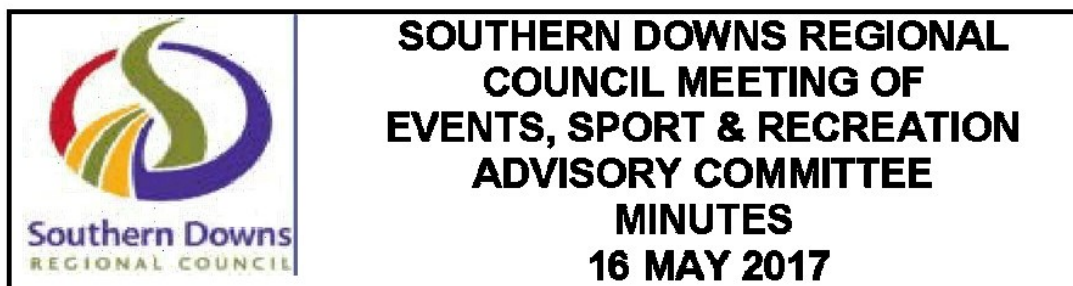 Southern Downs
REGIONAL COUNCIL
SOUTHERN DOWNS REGIONAL
COUNCIL MEETING OF
EVENTS, SPORT & RECREATION
ADVISORY COMMITTEE
MINUTES
16 MAY 2017